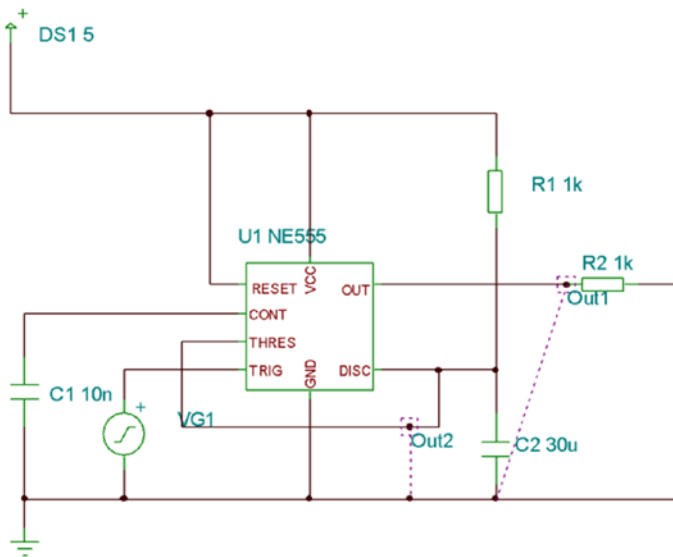 +
DS1 5
R1 1k
U1 NE555
R2 1k
RESET
VCC
OUT
Out1
CONT
THRES
TRIG
GND
DISC
C1 10n
+
VG1
Out2
C2 30u